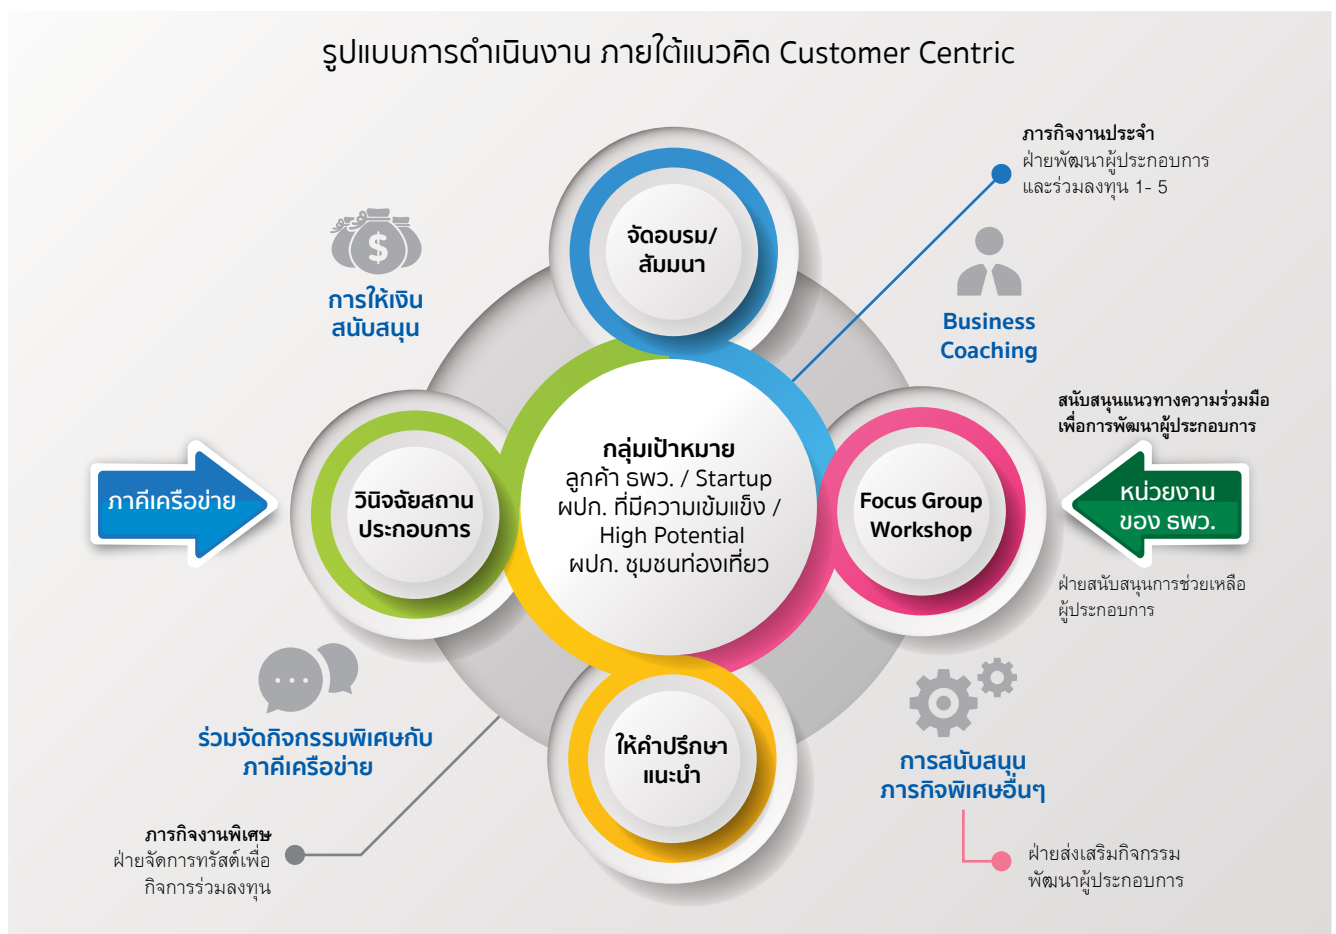 รูปแบบการดำเนินงาน ภายใต้แนวคิด Customer Centric
ภารกิจงานประจำ
ฝ่ายพัฒนาผู้ประกอบการ
และร่วมลงทุน 1- 5
จัดอบรม/
สัมมนา
$
การให้เงิน
สนับสนุน
Business
Coaching
สนับสนุนแนวทางความร่วมมือ
เพื่อการพัฒนาผู้ประกอบการ
ภาคีเครือข่าย
วินิจฉัยสถาน
ประกอบการ
กลุ่มเป้าหมาย
ลูกค้า ธพว. / Startup
ผปก. ที่มีความเข้มแข็ง /
High Potential
ผปก. ชุมชนท่องเที่ยว
Focus Group
Workshop
หน่วยงาน
ของ ธพว.
ฝ่ายสนับสนุนการช่วยเหลือ
ผู้ประกอบการ
ร่วมจัดกิจกรรมพิเศษกับ
ภาคีเครือข่าย
ให้คำปรึกษา
แนะนำ
การสนับสนุน
ภารกิจพิเศษอื่นๆ
ภารกิจงานพิเศษ
ฝ่ายจัดการทรัสต์เพื่อ
กิจการร่วมลงทุน
ฝ่ายส่งเสริมกิจกรรม
พัฒนาผู้ประกอบการ